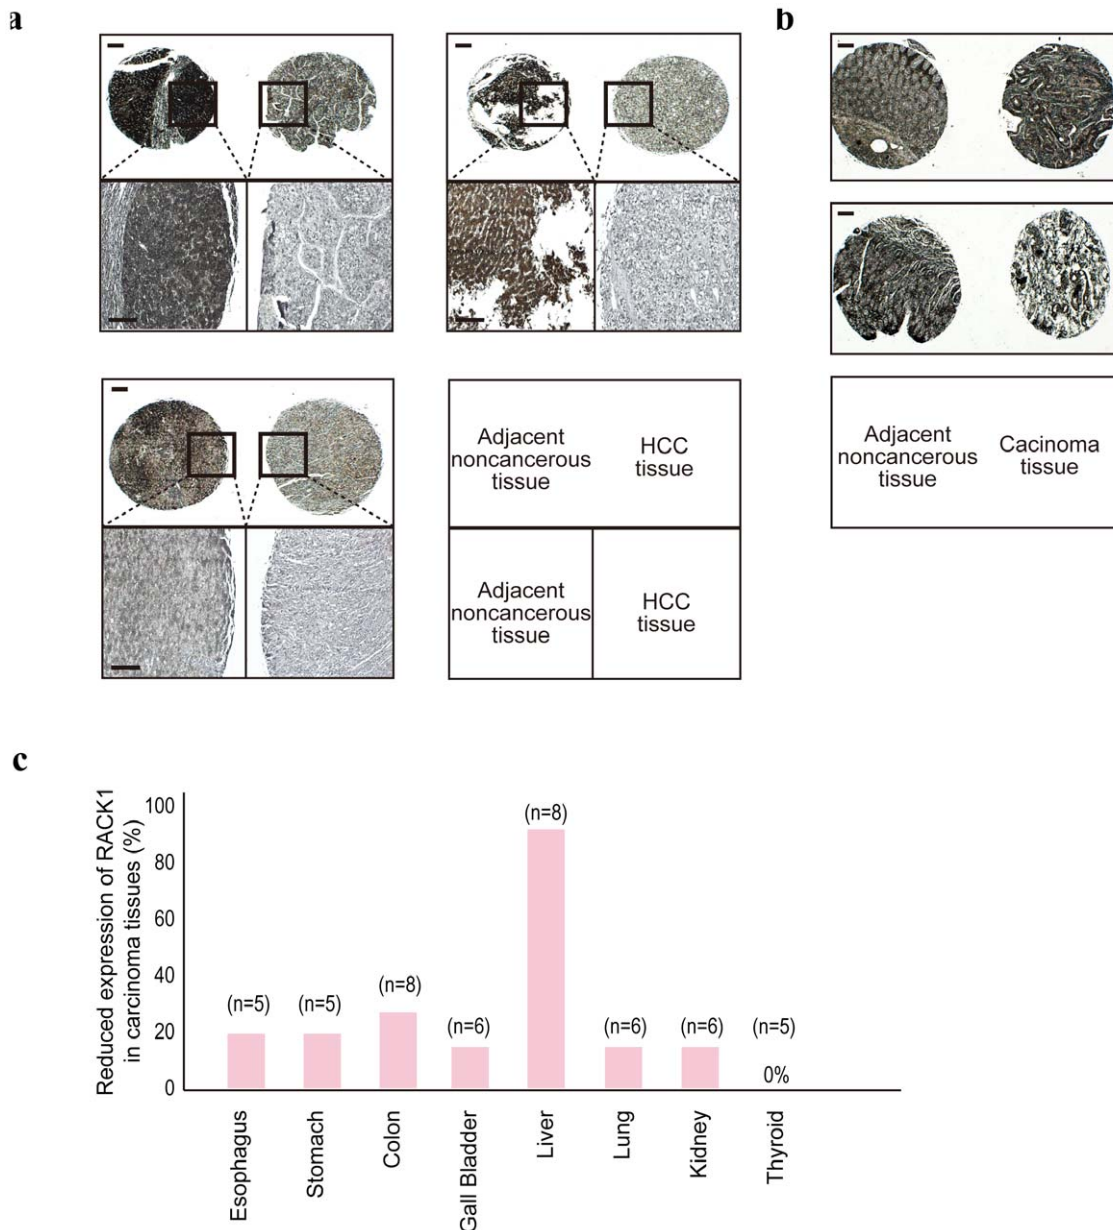 a
b
Adjacent
noncancerous
tissue
HCC
tissue
Adjacent
noncancerous
tissue
HCC
tissue
Adjacent
noncancerous
tissue
Cacinoma
tissue
c
Reduced expression of RACK1
in carcinoma tissues (%)
100
80
60
40
20
0
(n=5)
(n=5)
(n=8)
(n=6)
(n=8)
(n=6)
(n=6)
(n=5)
0%
Esophagus
Stomach
Colon
Gall Bladder
Liver
Lung
Kidney
Thyroid